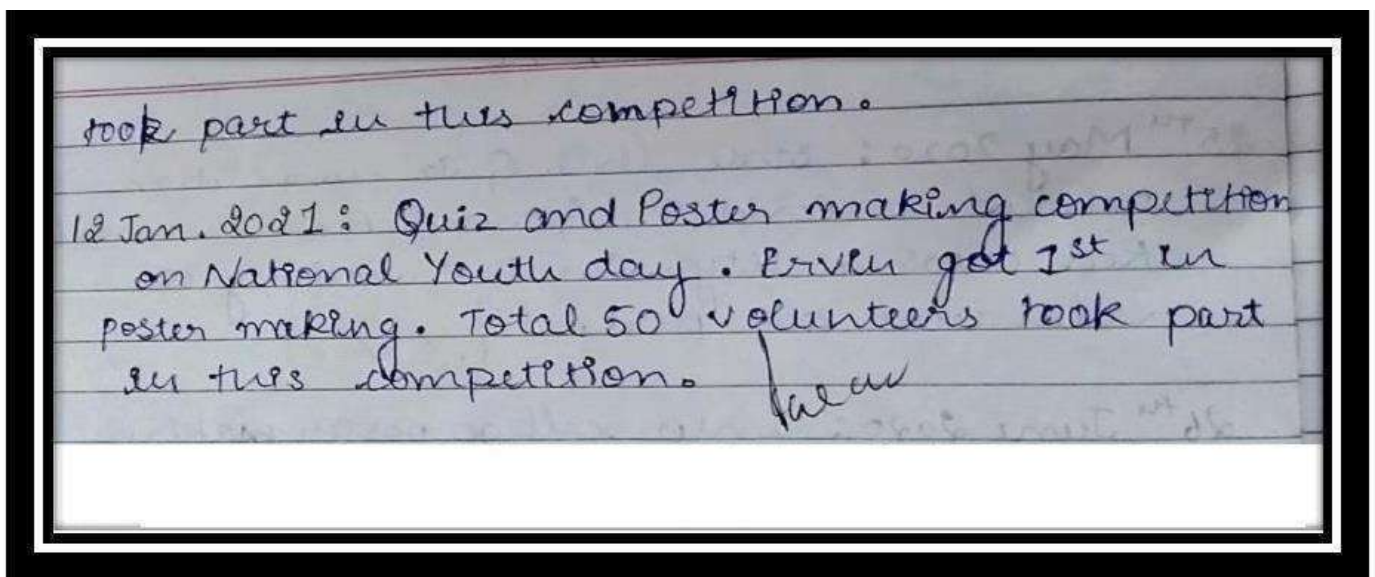 took part in this competition.
12 Jan. 2021: Quiz and Poster making competition
on National Youth day. Erven got 1st in
poster making. Total 50 volunteers took part
in this competition.